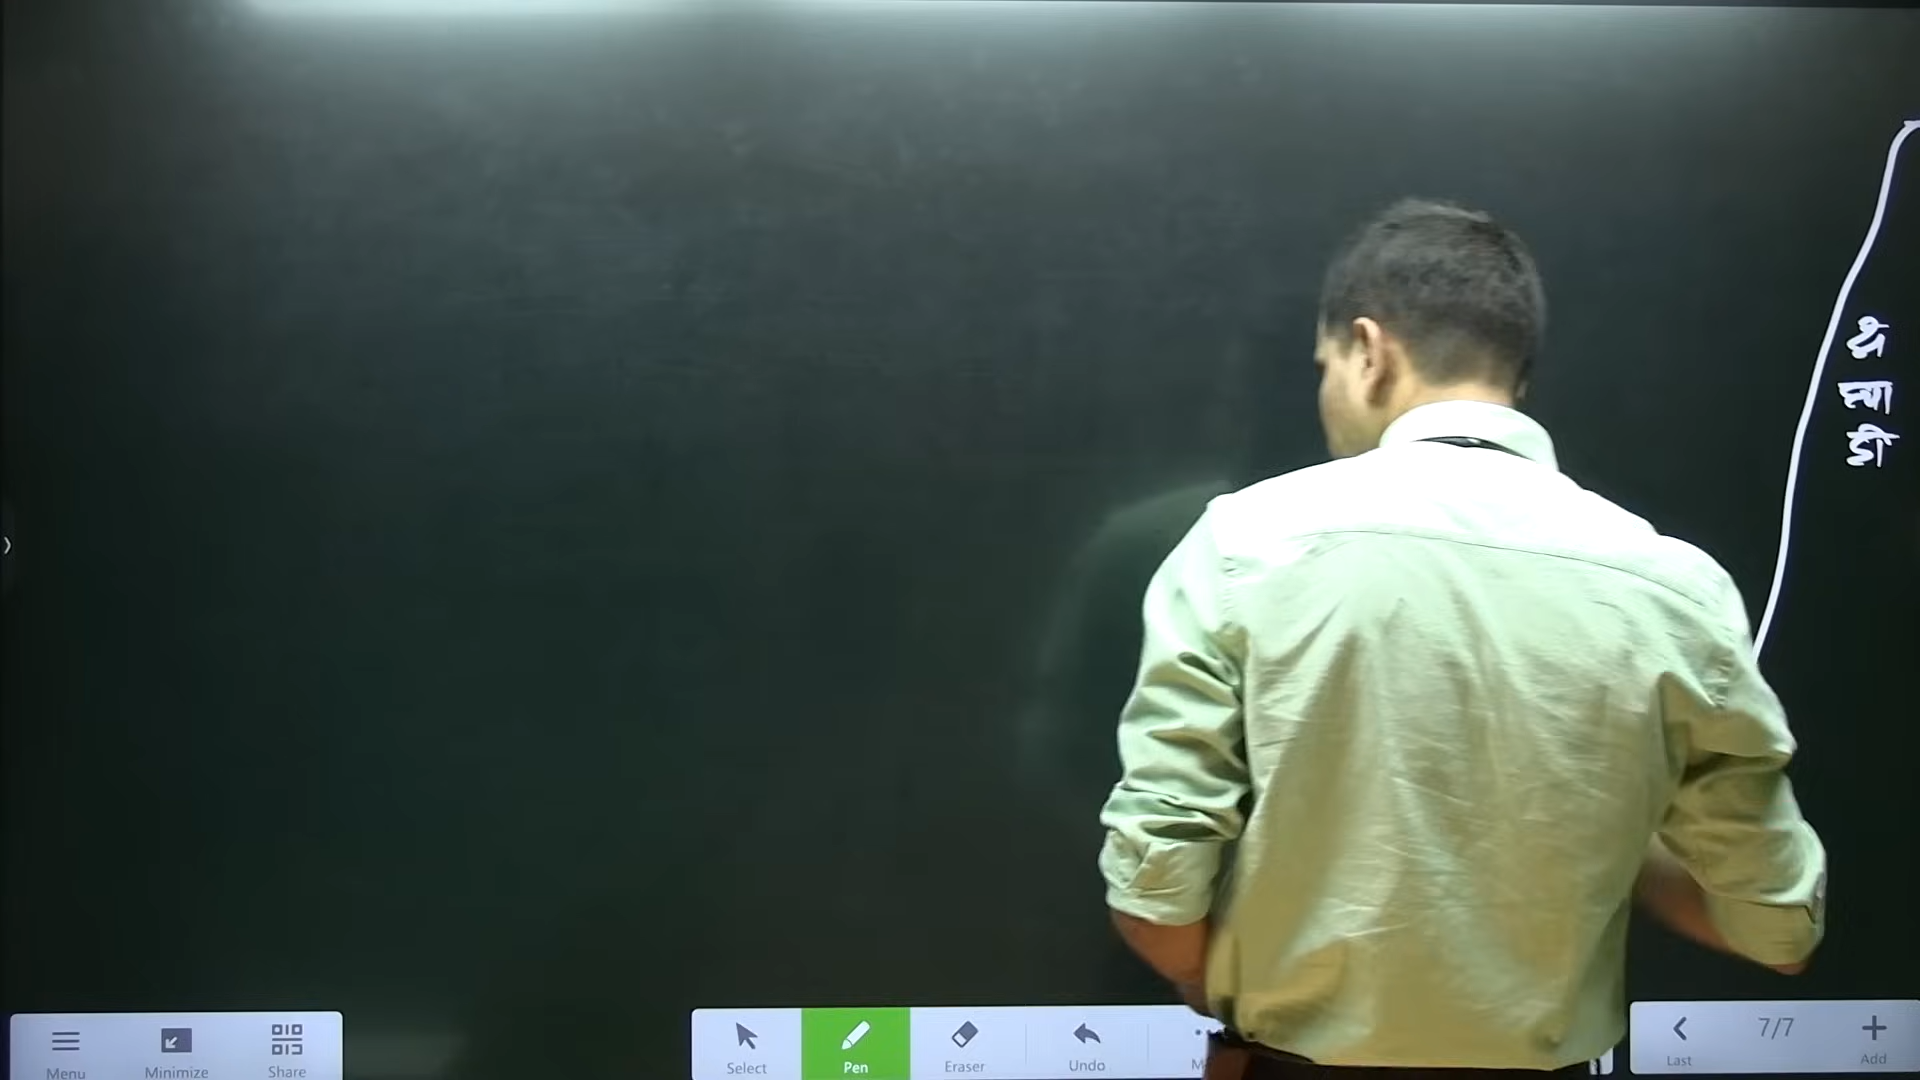 Menu
Minimize
Share
Select
Pen
Eraser
Undo
Last
7/7
Add